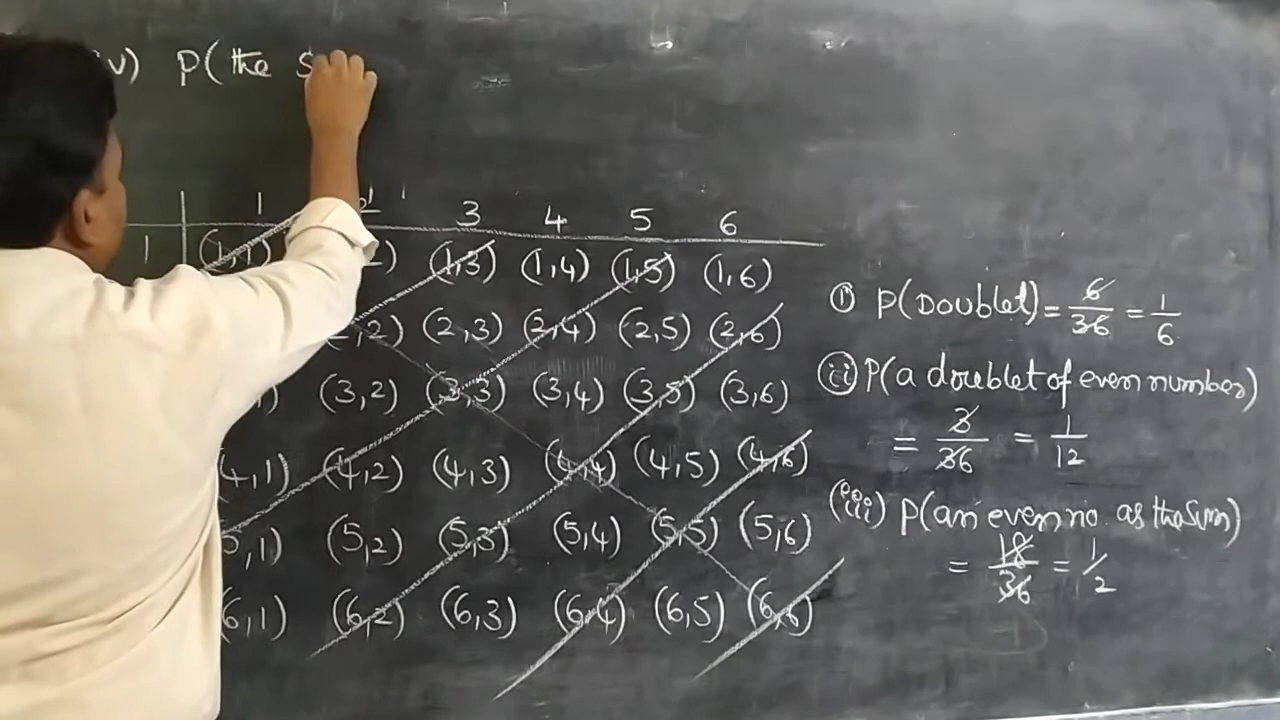 v) P(the S
1 3 4 5 6
1 (1,1) (1,3) (1,4) (1,5) (1,6)
(2,2) (2,3) (2,4) (2,5) (2,6)
(3,2) (3,3) (3,4) (3,5) (3,6)
(4,1) (4,2) (4,3) (4,4) (4,5) (4,6)
5,1) (5,2) (5,3) (5,4) (5,5) (5,6)
(6,1) (6,2) (6,3) (6,4) (6,5) (6,6)
(i) P(Doublet) = 6/36 = 1/6
(ii) P(a doublet of even number)
= 3/36 = 1/12
(iii) P(an even no. as the Sum)
= 18/36 = 1/2